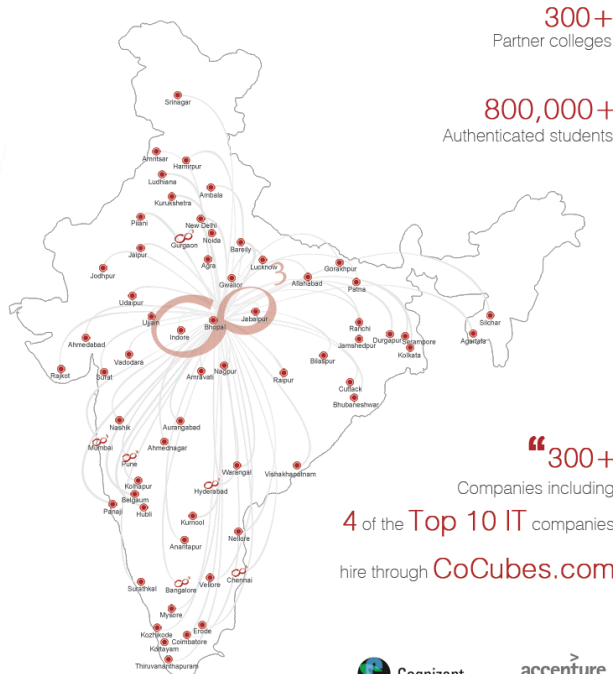 300+
Partner colleges
800,000+
Authenticated students
Srinagar
Amritsar
Hamirpur
Ludhiana
Ambala
Kurukshetra
Pilani
New Delhi
Noida
Gurgaon
Bareily
Jaipur
Agra
Lucknow
Gorakhpur
Jodhpur
Gwalior
Allahabad
Patna
3
Udaipur
Ujjain
Bhopal
Jabalpur
Indore
Silchar
Ranchi
Agartala
Ahmedabad
Jamshedpur
Durgapur
Serampore
Kolkata
Vadodara
Bilaspur
Rajkot
Surat
Amravati
Nagpur
Raipur
Cuttack
Bhubaneshwar
Nashik
Aurangabad
Mumbai
Ahmednagar
Pune
Warangal
Vishakhapatnam
Kolhapur
Hyderabad
Belgaum
Panaji
Hubli
Kurnool
Anantapur
Nellore
Surathkal
Bangalore
Vellore
Chennai
Mysore
Kozhikode
Erode
Coimbatore
Kottayam
Thiruvananthapuram
“300+
Companies including
4 of the Top 10 IT companies
hire through CoCubes.com
Cognizant
accenture